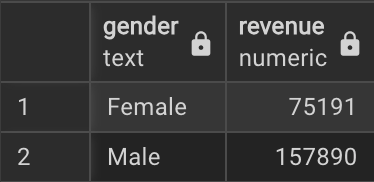 gender revenue
text numeric
1 Female 75191
2 Male 157890